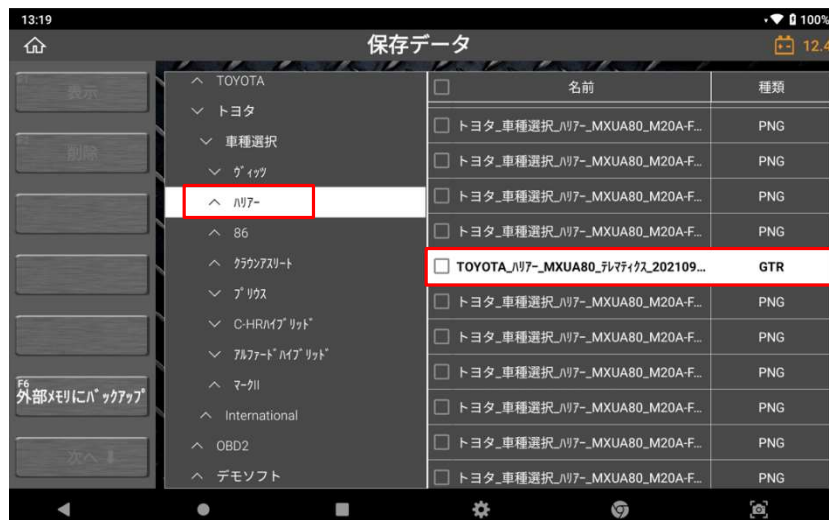 13:19
100%
保存データ
12.4
表示
削除
F6
外部ﾒﾓﾘにﾊﾞｯｸｱｯﾌﾟ
次へ ⬇
TOYOTA
トヨタ
車種選択
ｳﾞｨｯﾂ
ﾊﾘｱｰ
86
ｸﾗｳﾝｱｽﾘｰﾄ
ﾌﾟﾘｳｽ
C-HRﾊｲﾌﾞﾘｯﾄﾞ
ｱﾙﾌｧｰﾄﾞﾊｲﾌﾞﾘｯﾄﾞ
ﾏｰｸII
International
OBD2
デモソフト
名前 種類
トヨタ_車種選択_ﾊﾘｱｰ_MXUA80_M20A-F... PNG
トヨタ_車種選択_ﾊﾘｱｰ_MXUA80_M20A-F... PNG
トヨタ_車種選択_ﾊﾘｱｰ_MXUA80_M20A-F... PNG
トヨタ_車種選択_ﾊﾘｱｰ_MXUA80_M20A-F... PNG
TOYOTA_ﾊﾘｱｰ_MXUA80_ﾃﾚﾏﾃｨｸｽ_202109... GTR
トヨタ_車種選択_ﾊﾘｱｰ_MXUA80_M20A-F... PNG
トヨタ_車種選択_ﾊﾘｱｰ_MXUA80_M20A-F... PNG
トヨタ_車種選択_ﾊﾘｱｰ_MXUA80_M20A-F... PNG
トヨタ_車種選択_ﾊﾘｱｰ_MXUA80_M20A-F... PNG
トヨタ_車種選択_ﾊﾘｱｰ_MXUA80_M20A-F... PNG
トヨタ_車種選択_ﾊﾘｱｰ_MXUA80_M20A-F... PNG